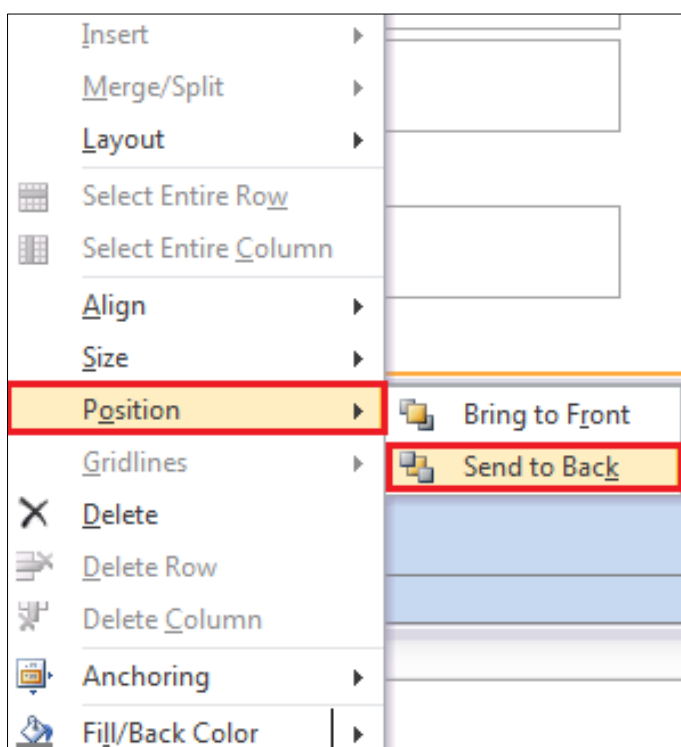 Insert
Merge/Split
Layout
Select Entire Row
Select Entire Column
Align
Size
Position
Bring to Front
Gridlines
Send to Back
Delete
Delete Row
Delete Column
Anchoring
Fill/Back Color